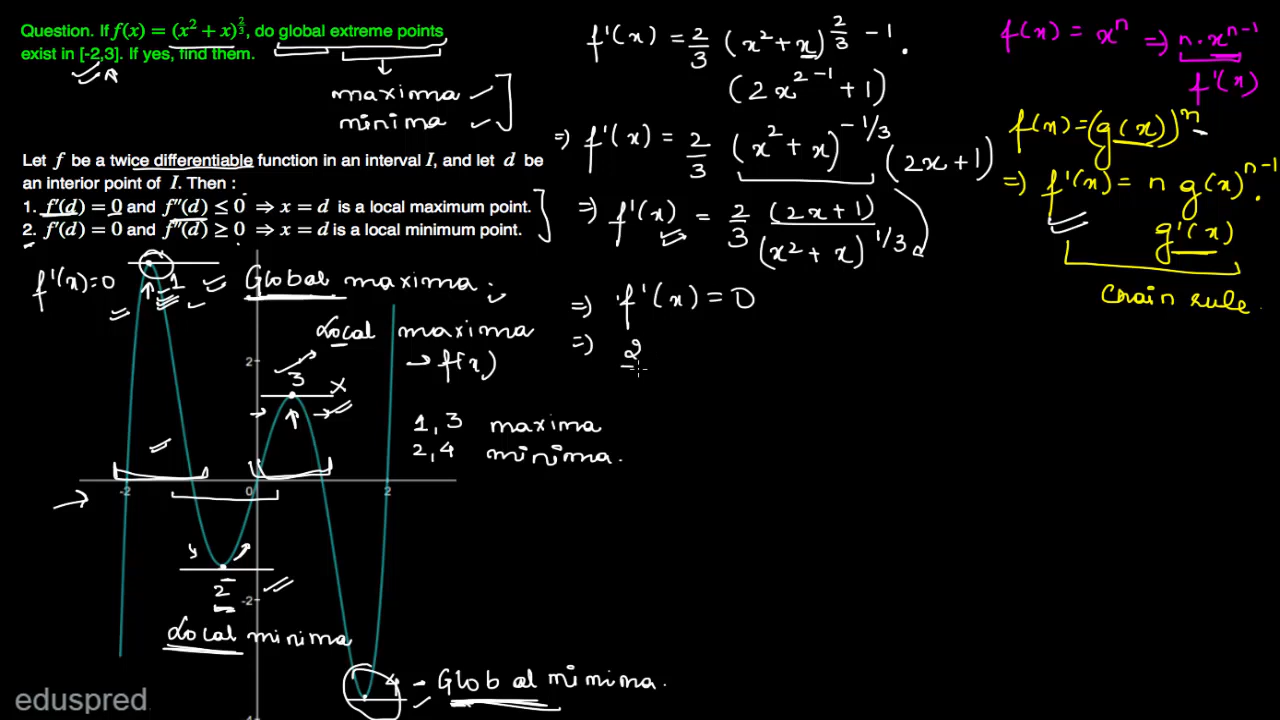 Question. If f(x) = (x² + x)^{2/3}, do global extreme points
exist in [-2,3]. If yes, find them.
maxima
minima
Let f be a twice differentiable function in an interval I, and let d be
an interior point of I. Then :
1. f'(d) = 0 and f''(d) ≤ 0 ⇒ x = d is a local maximum point.
2. f'(d) = 0 and f''(d) ≥ 0 ⇒ x = d is a local minimum point.
f'(x)=0
1
Global maxima
Local maxima
→ f(x)
3
x
1, 3 maxima
2, 4 minima.
2
-2
0
2
2
-2
Local minima
4 - Global minima.
-4
eduspred
f'(x) = 2/3 (x² + x)^{2/3 - 1} .
(2x^{2-1} + 1)
⇒ f'(x) = 2/3 (x² + x)^{-1/3} (2x + 1)
⇒ f'(x) = 2/3 (2x + 1)/(x² + x)^{1/3}
⇒ f'(x) = 0
⇒ 2
f(x) = x^n ⇒ n . x^{n-1}
f'(x)
f(x) = (g(x))^n
⇒ f'(x) = n g(x)^{n-1} .
g'(x)
Chain rule.